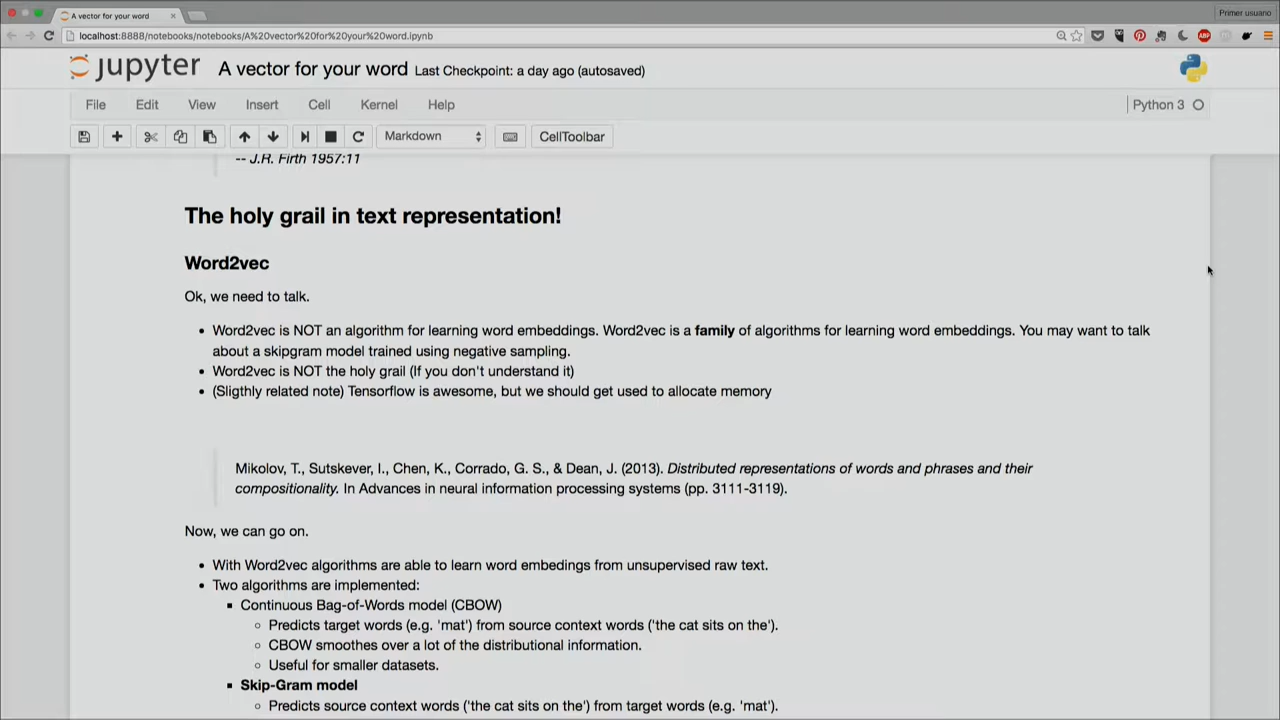 A vector for your word
Primer usuano
localhost:8888/notebooks/notebooks/A%20vector%20for%20your%20word.ipynb
ABP
jupyter A vector for your word Last Checkpoint: a day ago (autosaved)
File Edit View Insert Cell Kernel Help Python 3
Markdown CellToolbar
-- J.R. Firth 1957:11
The holy grail in text representation!
Word2vec
Ok, we need to talk.
Word2vec is NOT an algorithm for learning word embeddings. Word2vec is a family of algorithms for learning word embeddings. You may want to talk
about a skipgram model trained using negative sampling.
Word2vec is NOT the holy grail (If you don't understand it)
(Sligthly related note) Tensorflow is awesome, but we should get used to allocate memory
Mikolov, T., Sutskever, I., Chen, K., Corrado, G. S., & Dean, J. (2013). Distributed representations of words and phrases and their
compositionality. In Advances in neural information processing systems (pp. 3111-3119).
Now, we can go on.
With Word2vec algorithms are able to learn word embedings from unsupervised raw text.
Two algorithms are implemented:
Continuous Bag-of-Words model (CBOW)
Predicts target words (e.g. 'mat') from source context words ('the cat sits on the').
CBOW smoothes over a lot of the distributional information.
Useful for smaller datasets.
Skip-Gram model
Predicts source context words ('the cat sits on the') from target words (e.g. 'mat').